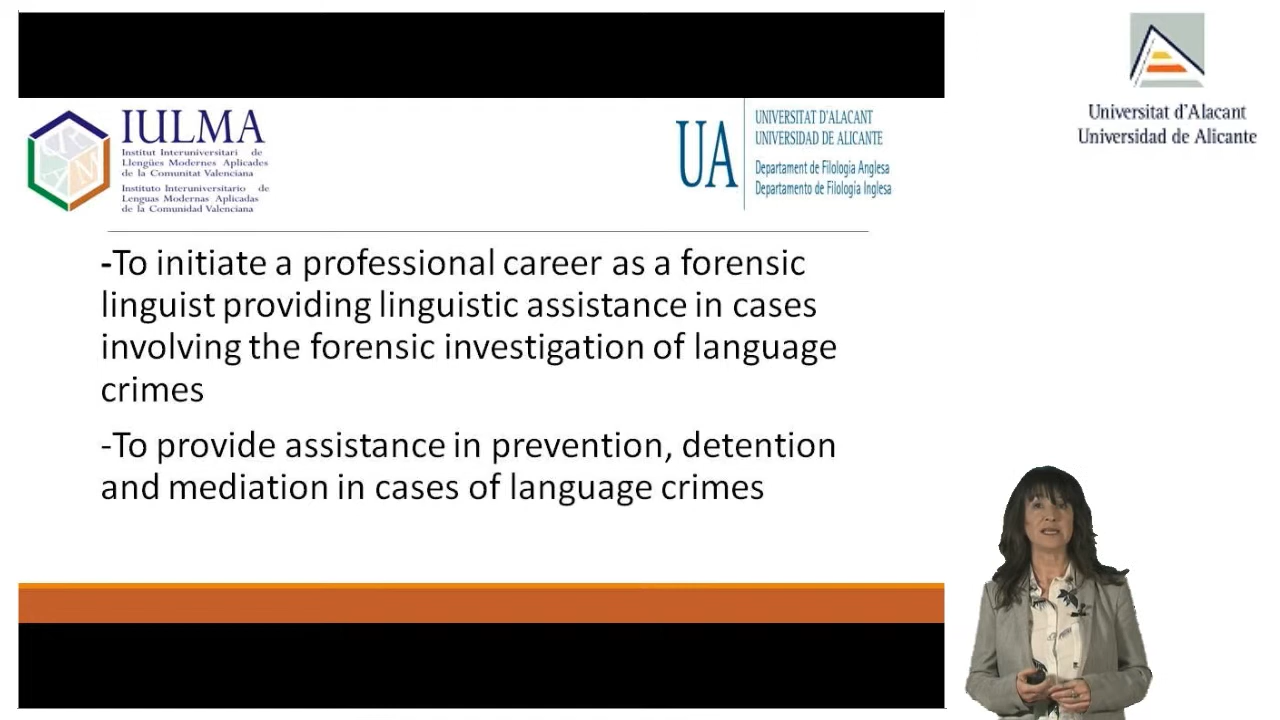 IULMA
Institut Interuniversitari de
Llengües Modernes Aplicades
de la Comunitat Valenciana
Instituto Interuniversitario de
Lenguas Modernas Aplicadas
de la Comunidad Valenciana
UA
UNIVERSITAT D'ALACANT
UNIVERSIDAD DE ALICANTE
Departament de Filologia Anglesa
Departamento de Filología Inglesa
Universitat d'Alacant
Universidad de Alicante
-To initiate a professional career as a forensic
linguist providing linguistic assistance in cases
involving the forensic investigation of language
crimes
-To provide assistance in prevention, detention
and mediation in cases of language crimes